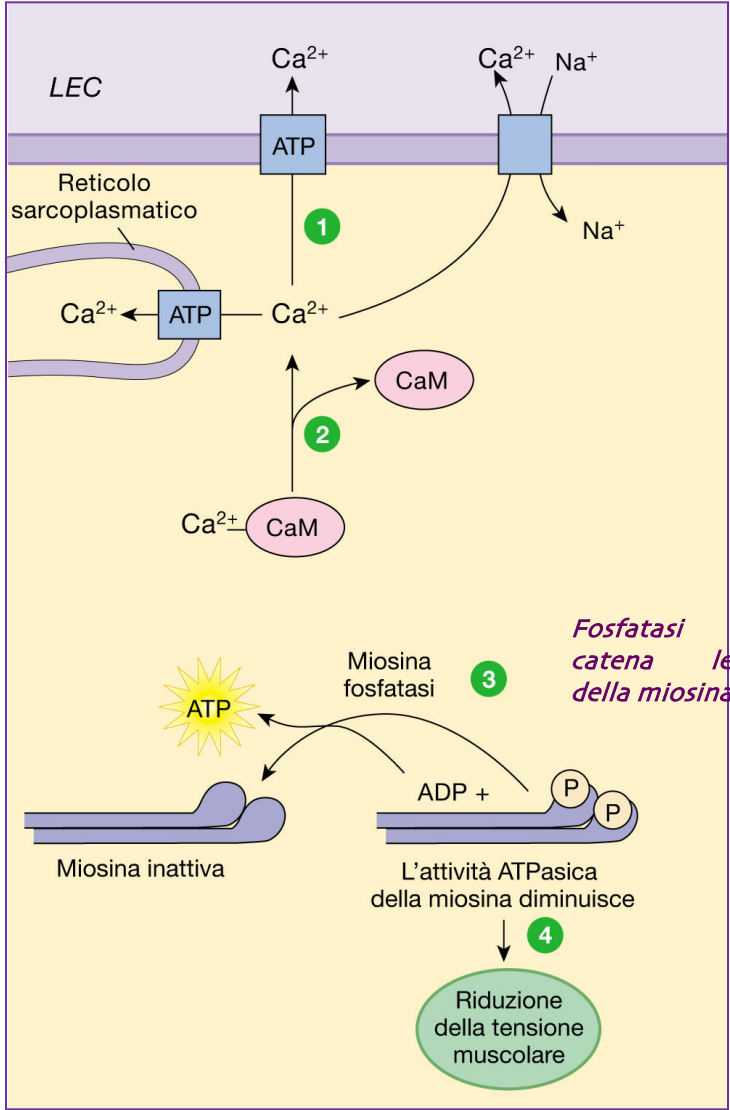 Ca²⁺
Ca²⁺
Na⁺
LEC
ATP
Reticolo
sarcoplasmatico
1
Na⁺
Ca²⁺
ATP
Ca²⁺
CaM
2
Ca²⁺
CaM
Fosfatasi
catena le
della miosina
Miosina
fosfatasi
3
ATP
ADP +
P
P
Miosina inattiva
L'attività ATPasica
della miosina diminuisce
4
Riduzione
della tensione
muscolare